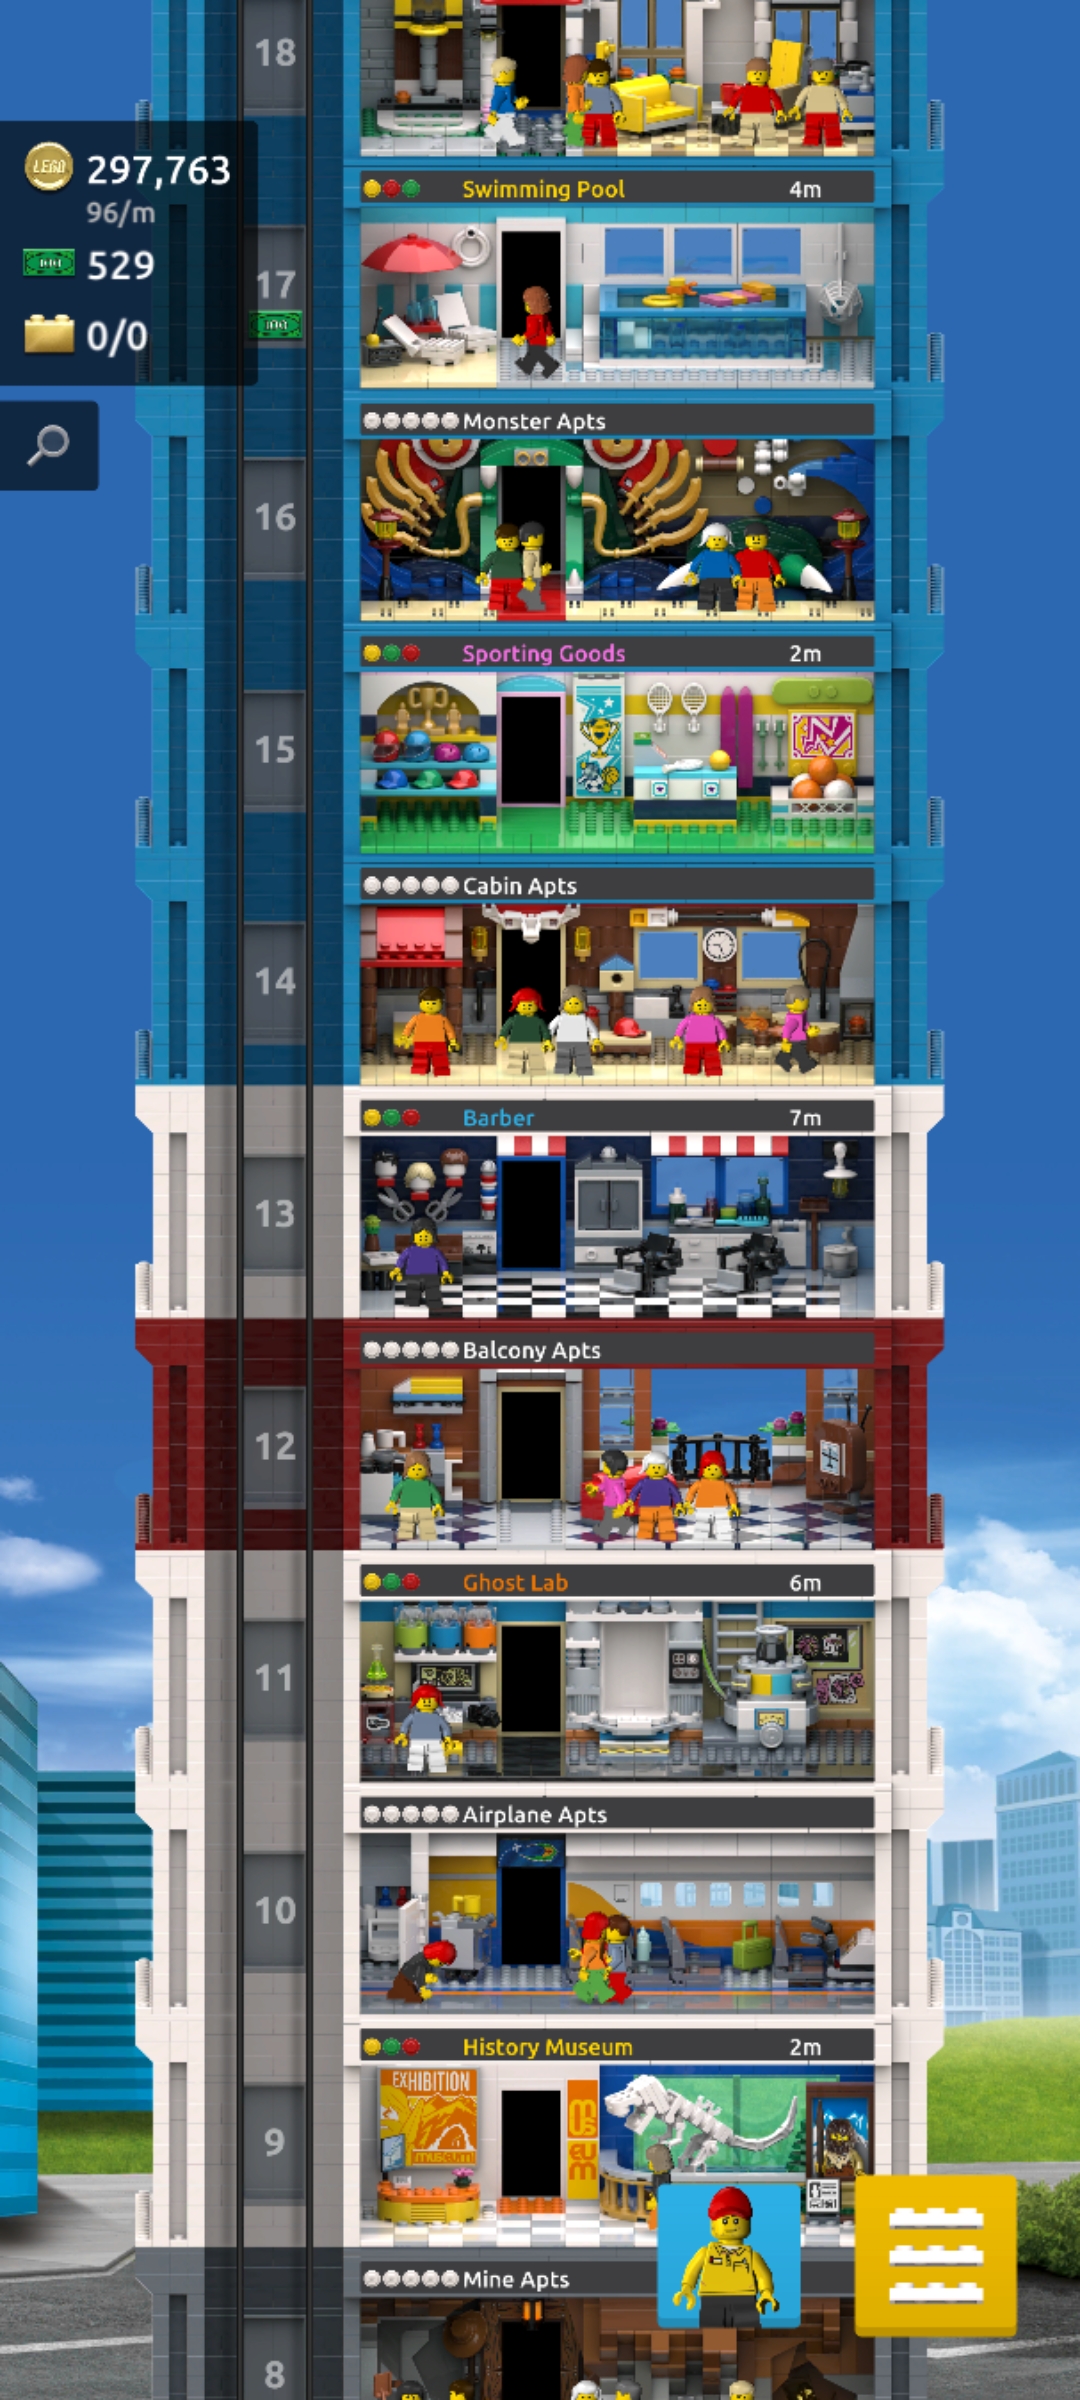 18
LEGO 297,763
96/m
529
0/0
Swimming Pool 4m
17
Monster Apts
16
Sporting Goods 2m
15
Cabin Apts
14
Barber 7m
13
Balcony Apts
12
Ghost Lab 6m
11
Airplane Apts
10
History Museum 2m
EXHIBITION
museum!
mus
eum
9
Mine Apts
8